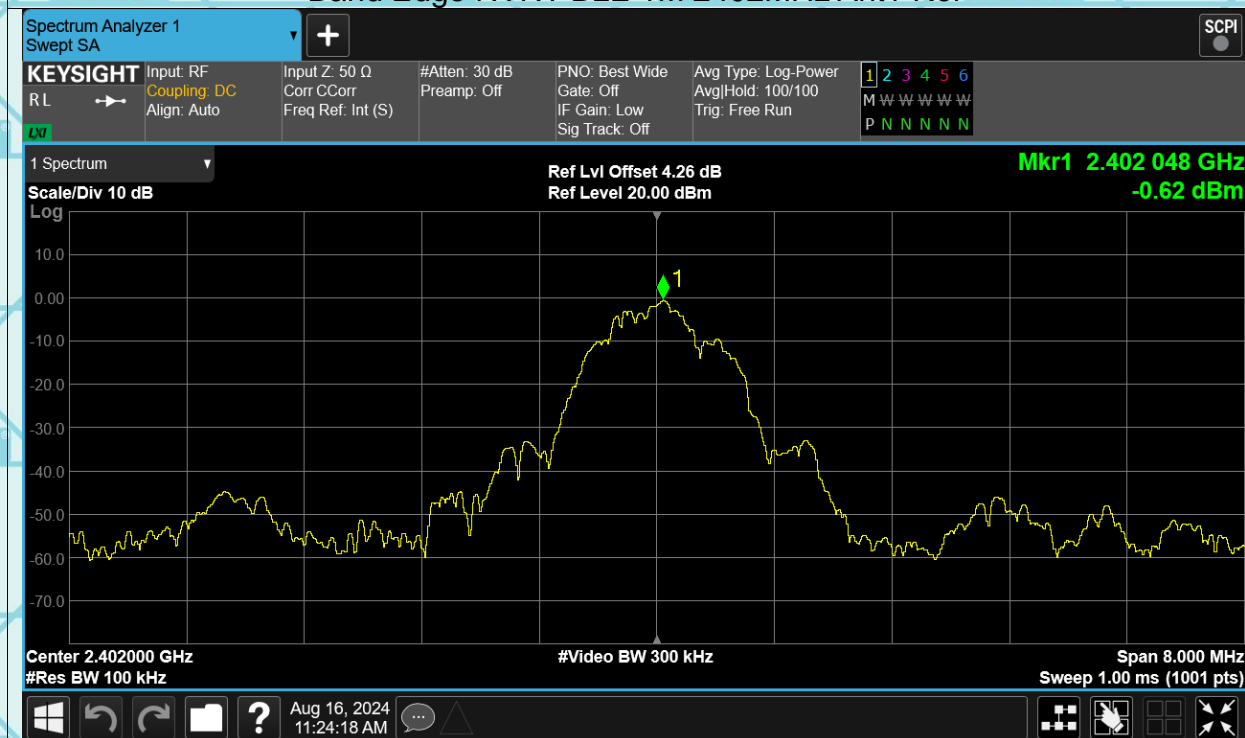 Spectrum Analyzer 1
Swept SA
+
SCPI
KEYSIGHT
RL
LXI
Input: RF
Coupling: DC
Align: Auto
Input Z: 50 Ω
Corr CCorr
Freq Ref: Int (S)
#Atten: 30 dB
Preamp: Off
PNO: Best Wide
Gate: Off
IF Gain: Low
Sig Track: Off
Avg Type: Log-Power
Avg|Hold: 100/100
Trig: Free Run
1 2 3 4 5 6
M W W W W W
P N N N N N
1 Spectrum
Scale/Div 10 dB
Log
Ref Lvl Offset 4.26 dB
Ref Level 20.00 dBm
Mkr1 2.402 048 GHz
-0.62 dBm
1
10.0
0.00
-10.0
-20.0
-30.0
-40.0
-50.0
-60.0
-70.0
Center 2.402000 GHz
#Res BW 100 kHz
#Video BW 300 kHz
Span 8.000 MHz
Sweep 1.00 ms (1001 pts)
?
Aug 16, 2024
11:24:18 AM